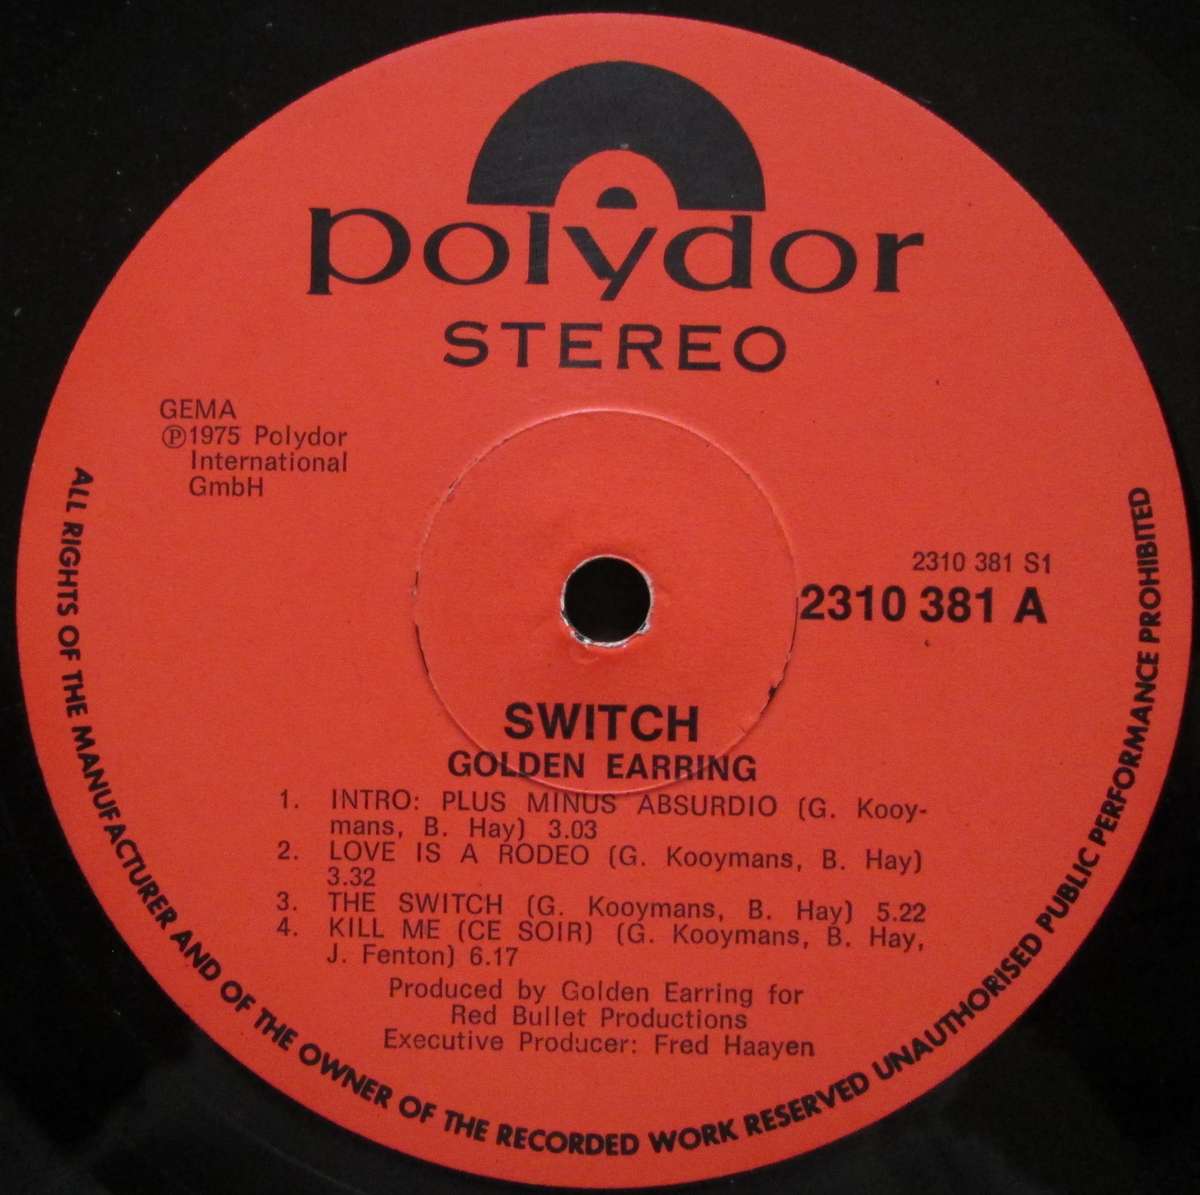 polydor
STEREO
GEMA
℗1975 Polydor
International
GmbH
2310 381 S1
2310 381 A
SWITCH
GOLDEN EARRING
1. INTRO: PLUS MINUS ABSURDIO (G. Kooy-
mans, B. Hay) 3.03
2. LOVE IS A RODEO (G. Kooymans, B. Hay)
3.32
3. THE SWITCH (G. Kooymans, B. Hay) 5.22
4. KILL ME (CE SOIR) (G. Kooymans, B. Hay,
J. Fenton) 6.17
Produced by Golden Earring for
Red Bullet Productions
Executive Producer: Fred Haayen
ALL RIGHTS OF THE MANUFACTURER AND OF THE OWNER OF THE RECORDED WORK RESERVED UNAUTHORISED PUBLIC PERFORMANCE PROHIBITED